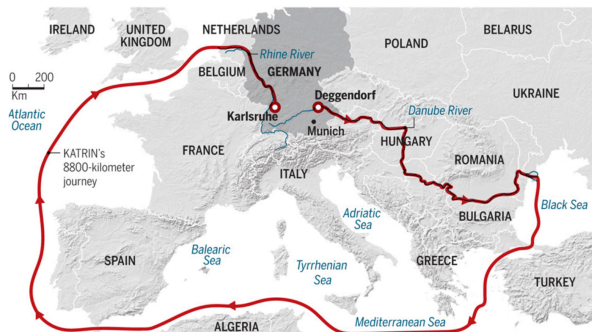 IRELAND
UNITED
KINGDOM
NETHERLANDS
BELARUS
Rhine River
POLAND
0 200
Km
BELGIUM
GERMANY
Deggendorf
UKRAINE
Atlantic
Ocean
Karlsruhe
Danube River
Munich
HUNGARY
KATRIN's
8800-kilometer
journey
FRANCE
ROMANIA
ITALY
Black Sea
Adriatic
Sea
BULGARIA
Balearic
Sea
SPAIN
Tyrrhenian
Sea
GREECE
TURKEY
Mediterranean Sea
ALGERIA